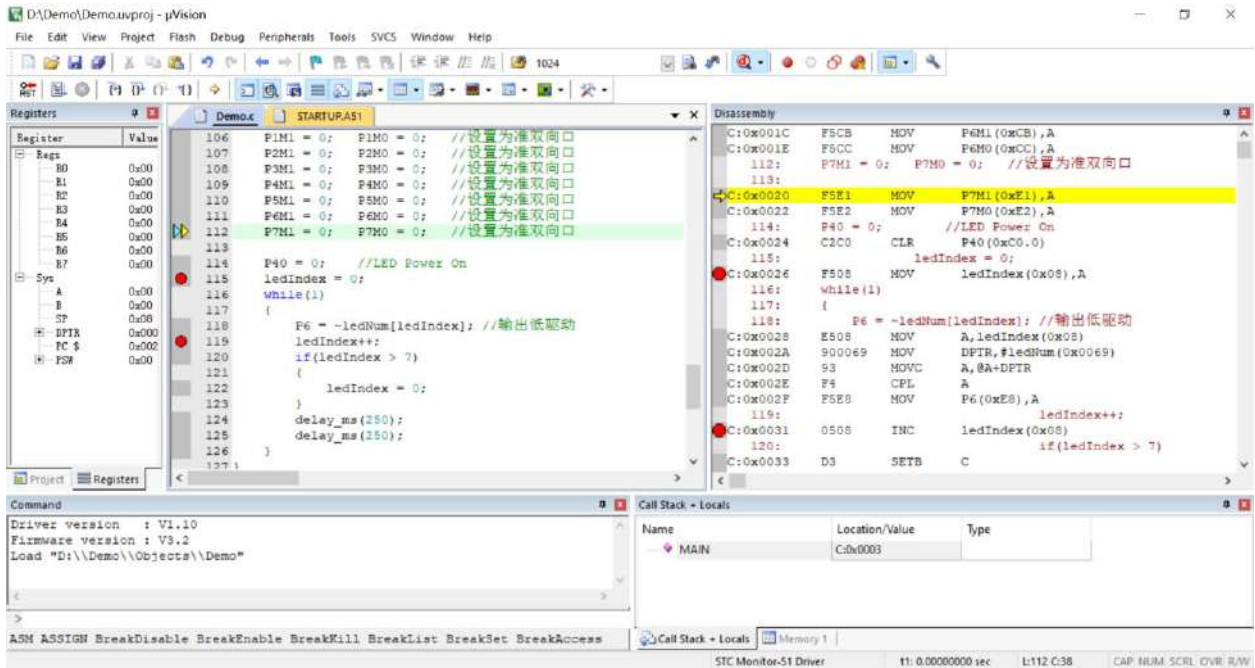 D:\Demo\Demo.uvproj - µVision
File Edit View Project Flash Debug Peripherals Tools SVCS Window Help
1024
RST
Registers
Register Value
Regs
R0 0x00
R1 0x00
R2 0x00
R3 0x00
R4 0x00
R5 0x00
R6 0x00
R7 0x00
Sys
A 0x00
B 0x00
SP 0x08
DPTR 0x000
PC $ 0x002
PSW 0x00
Project Registers
Demo.c STARTUP.A51
106 P1M1 = 0; P1M0 = 0; //设置为准双向口
107 P2M1 = 0; P2M0 = 0; //设置为准双向口
108 P3M1 = 0; P3M0 = 0; //设置为准双向口
109 P4M1 = 0; P4M0 = 0; //设置为准双向口
110 P5M1 = 0; P5M0 = 0; //设置为准双向口
111 P6M1 = 0; P6M0 = 0; //设置为准双向口
112 P7M1 = 0; P7M0 = 0; //设置为准双向口
113
114 P40 = 0; //LED Power On
115 ledIndex = 0;
116 while(1)
117 {
118 P6 = ~ledNum[ledIndex]; //输出低驱动
119 ledIndex++;
120 if(ledIndex > 7)
121 {
122 ledIndex = 0;
123 }
124 delay_ms(250);
125 delay_ms(250);
126 }
127 }
Disassembly
C:0x001C F5CB MOV P6M1(0xCB),A
C:0x001E F5CC MOV P6M0(0xCC),A
112: P7M1 = 0; P7M0 = 0; //设置为准双向口
113:
C:0x0020 F5E1 MOV P7M1(0xE1),A
C:0x0022 F5E2 MOV P7M0(0xE2),A
114: P40 = 0; //LED Power On
C:0x0024 C2C0 CLR P40(0xC0.0)
115: ledIndex = 0;
C:0x0026 F508 MOV ledIndex(0x08),A
116: while(1)
117: {
118: P6 = ~ledNum[ledIndex]; //输出低驱动
C:0x0028 E508 MOV A,ledIndex(0x08)
C:0x002A 900069 MOV DPTR,#ledNum(0x0069)
C:0x002D 93 MOVC A,@A+DPTR
C:0x002E F4 CPL A
C:0x002F F5E8 MOV P6(0xE8),A
119: ledIndex++;
C:0x0031 0508 INC ledIndex(0x08)
120: if(ledIndex > 7)
C:0x0033 D3 SETB C
Command
Driver version : V1.10
Firmware version : V3.2
Load "D:\\Demo\\Objects\\Demo"
>
ASM ASSIGN BreakDisable BreakEnable BreakKill BreakList BreakSet BreakAccess
Call Stack + Locals
Name Location/Value Type
MAIN C:0x0003
Call Stack + Locals Memory 1
STC Monitor-51 Driver t1: 0.00000000 sec L:112 C:38 CAP NUM SCRL OVR R/W